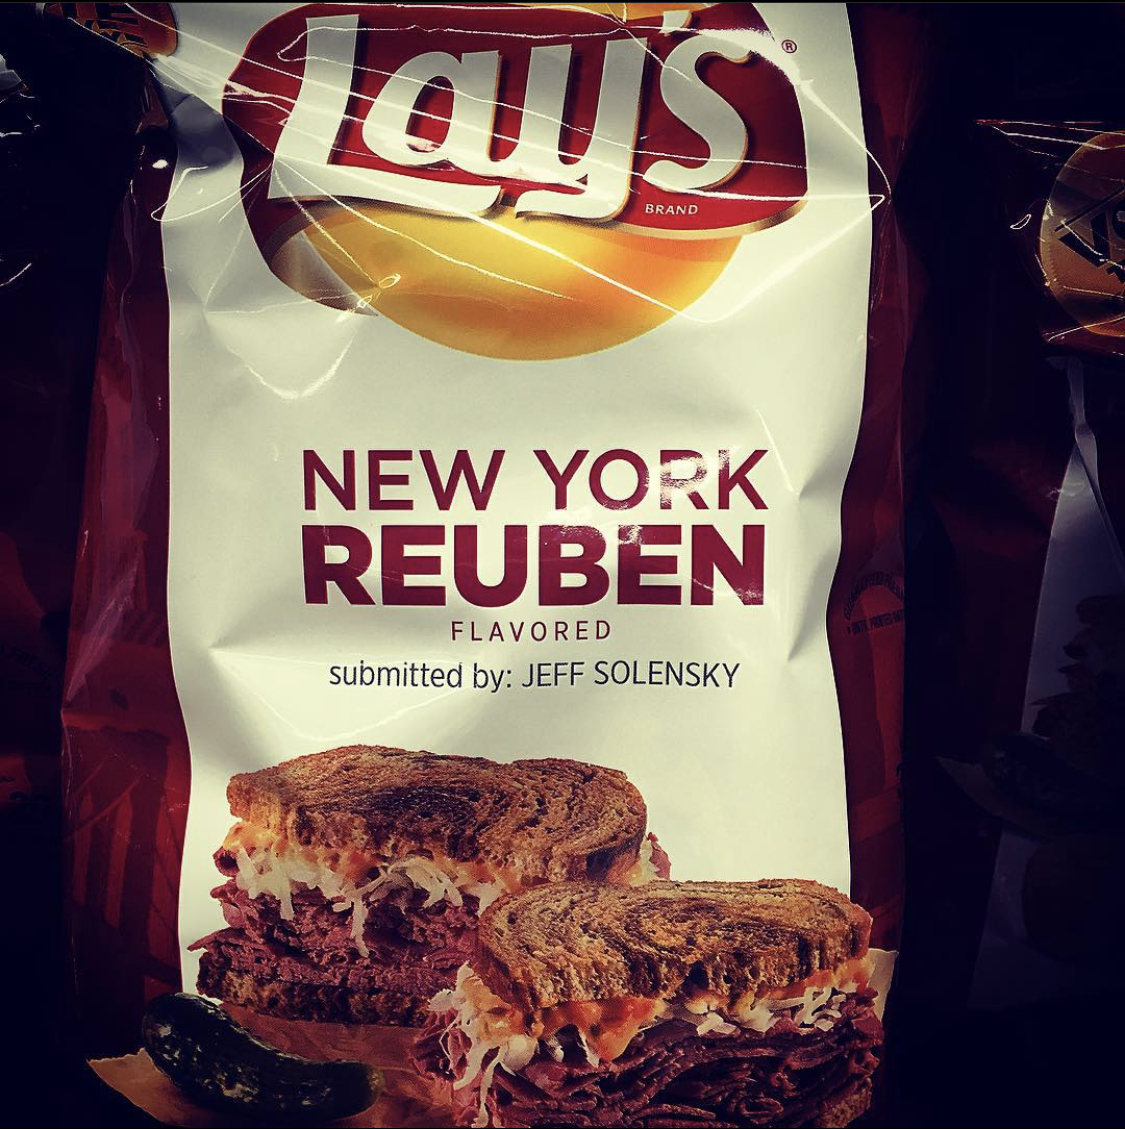 Lay's®
BRAND
NEW YORK
REUBEN
FLAVORED
submitted by: JEFF SOLENSKY